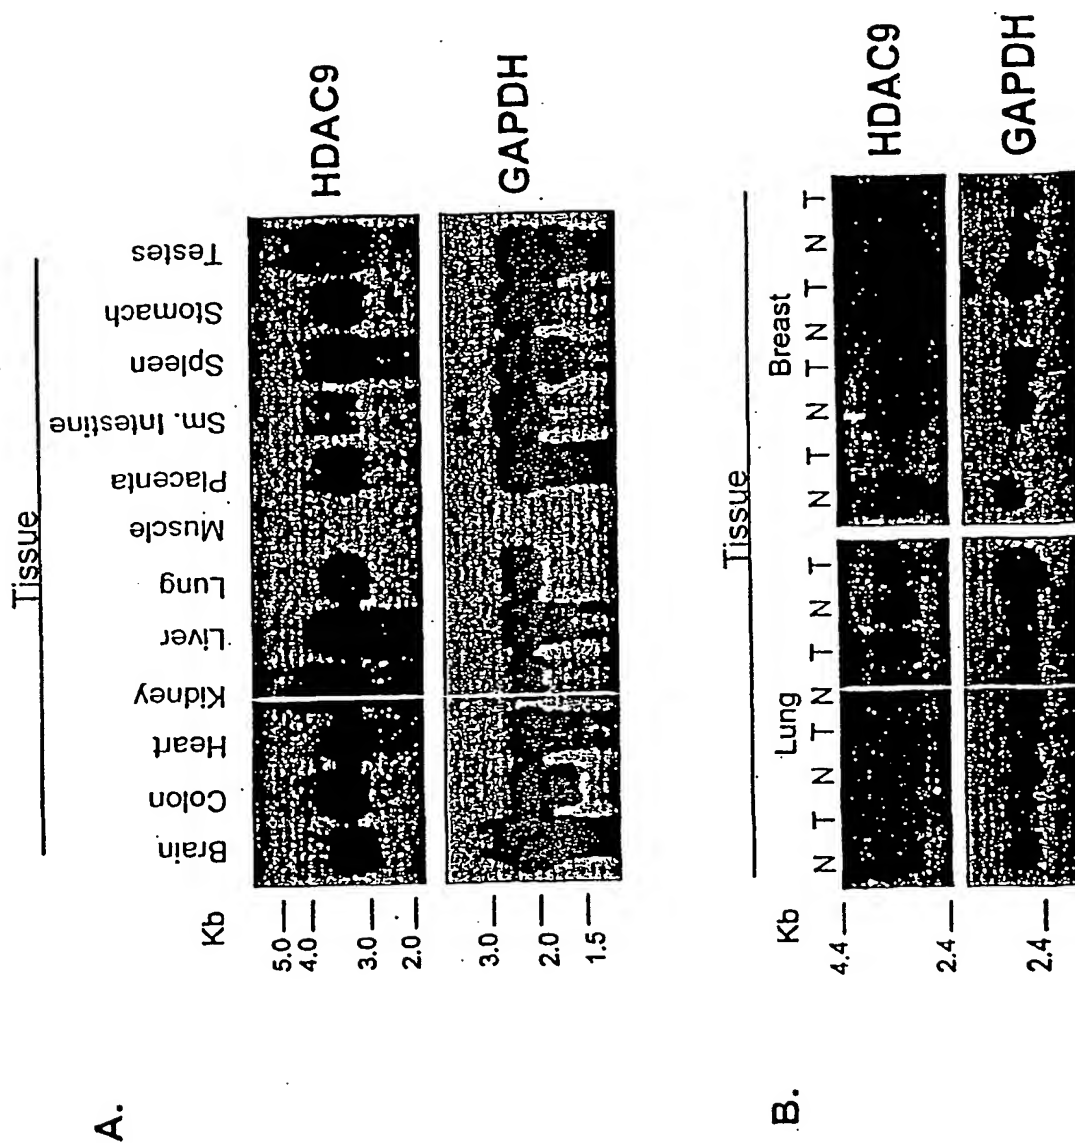 A.
Tissue
Kb
Brain
Colon
Heart
Kidney
Liver
Lung
Muscle
Placenta
Sm. Intestine
Spleen
Stomach
Testes
5.0
4.0
3.0
2.0
HDAC9
3.0
2.0
1.5
GAPDH
B.
Tissue
Lung Breast
Kb
N T N T N T N T N T N T N T N T
4.4
2.4
HDAC9
2.4
GAPDH